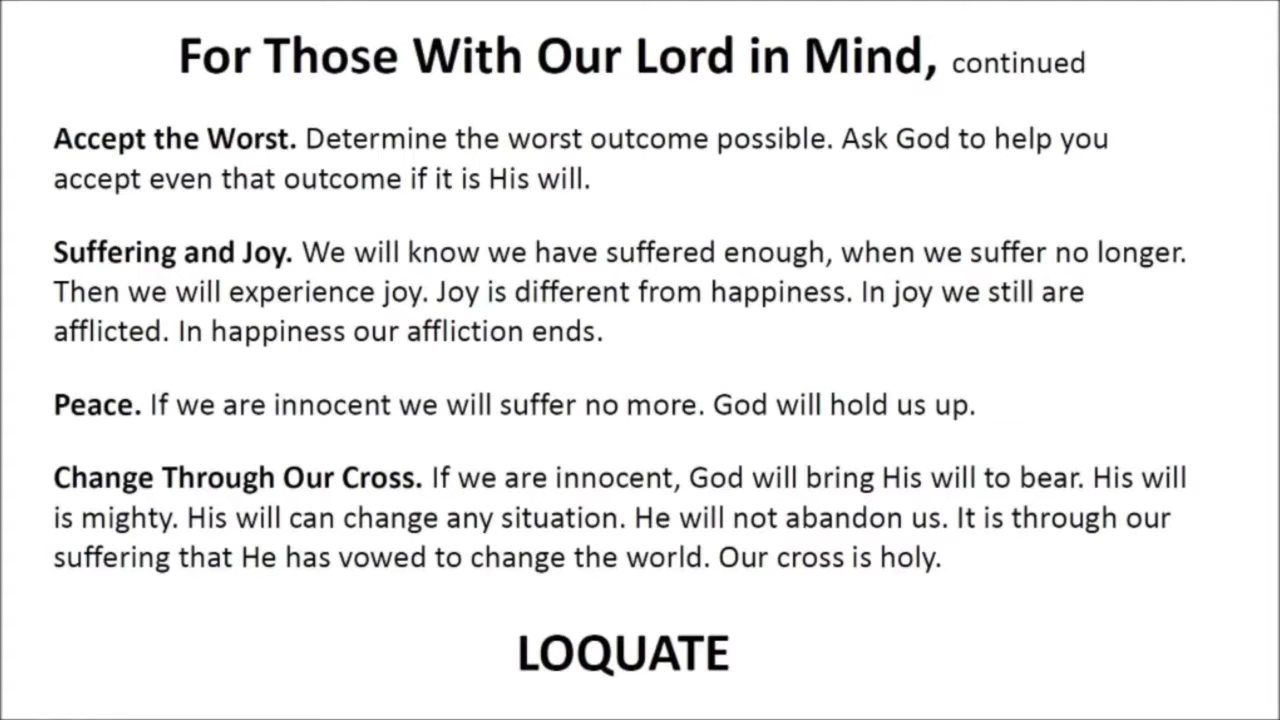 For Those With Our Lord in Mind, continued
Accept the Worst. Determine the worst outcome possible. Ask God to help you
accept even that outcome if it is His will.
Suffering and Joy. We will know we have suffered enough, when we suffer no longer.
Then we will experience joy. Joy is different from happiness. In joy we still are
afflicted. In happiness our affliction ends.
Peace. If we are innocent we will suffer no more. God will hold us up.
Change Through Our Cross. If we are innocent, God will bring His will to bear. His will
is mighty. His will can change any situation. He will not abandon us. It is through our
suffering that He has vowed to change the world. Our cross is holy.
LOQUATE